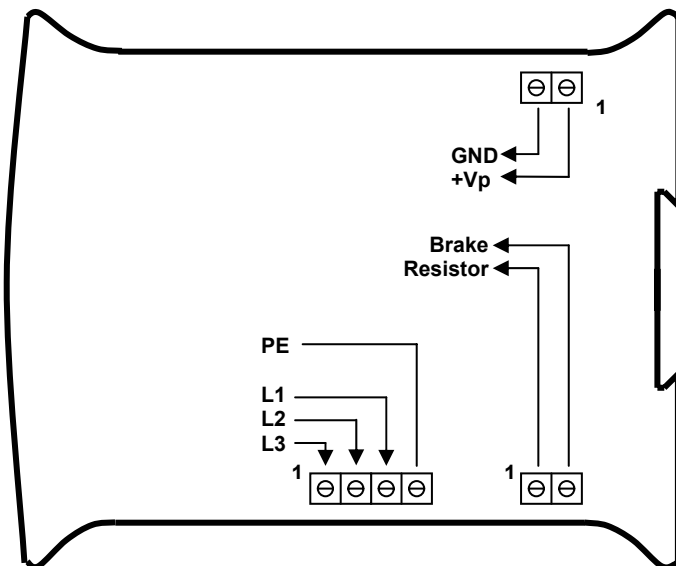 1
GND
+Vp
Brake
Resistor
PE
L1
L2
L3
1
1